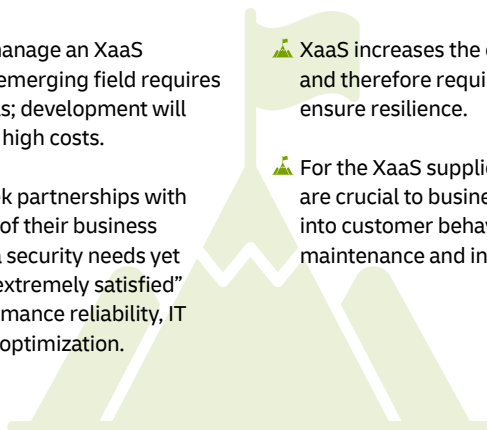 anage an XaaS
emerging field requires
s; development will
high costs.
k partnerships with
of their business
security needs yet
extremely satisfied”
mance reliability, IT
optimization.
XaaS increases the
and therefore requi
ensure resilience.
For the XaaS supplie
are crucial to busine
into customer behav
maintenance and in